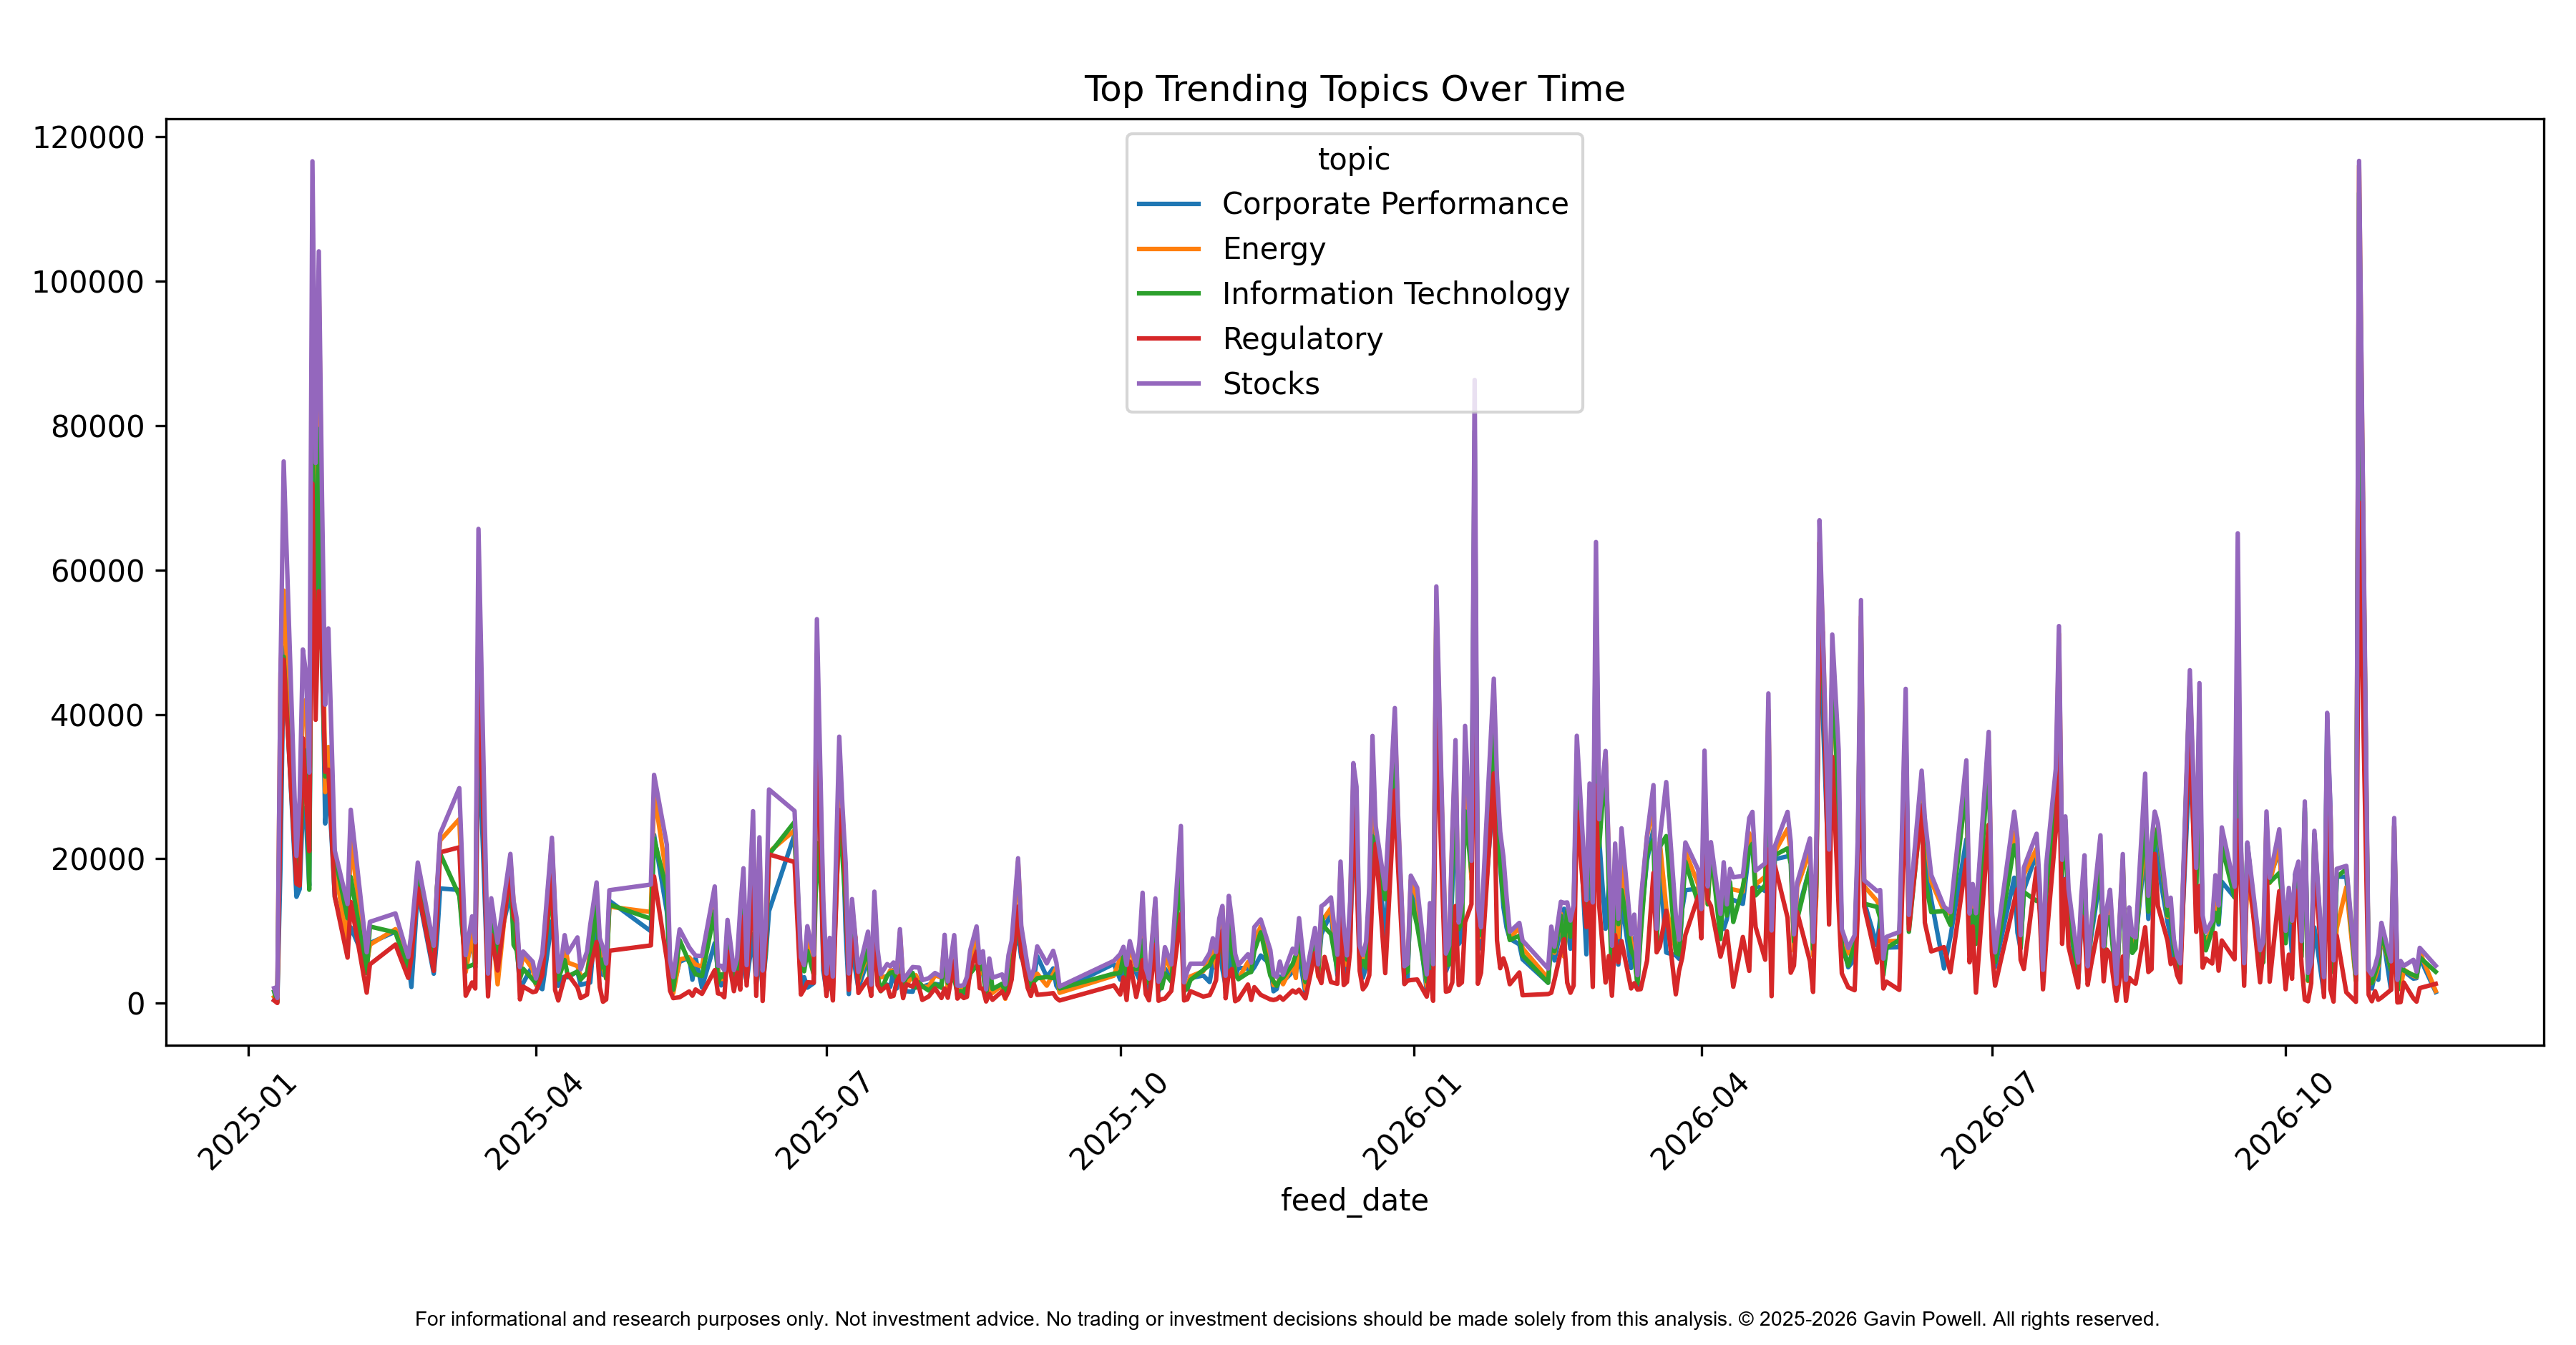 Top Trending Topics Over Time
120000
100000
80000
60000
40000
20000
0
topic
Corporate Performance
Energy
Information Technology
Regulatory
Stocks
2025-01
2025-04
2025-07
2025-10
2026-01
2026-04
2026-07
2026-10
feed_date
For informational and research purposes only. Not investment advice. No trading or investment decisions should be made solely from this analysis. © 2025-2026 Gavin Powell. All rights reserved.